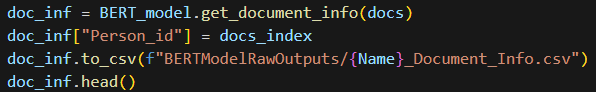 doc_inf = BERT_model.get_document_info(docs)
doc_inf["Person_id"] = docs_index
doc_inf.to_csv(f"BERTModelRawOutputs/{Name}_Document_Info.csv")
doc_inf.head()